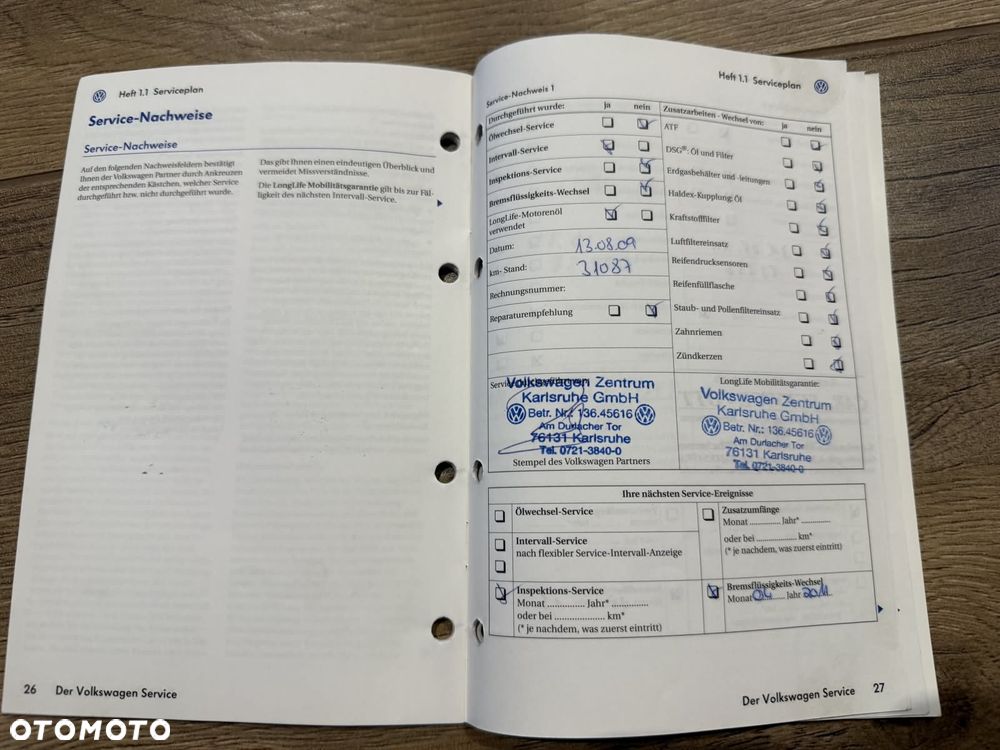 Heft 1.1 Serviceplan
Service-Nachweise
Service-Nachweise
Auf den folgenden Nachweisfeldern bestätigt
Ihnen der Volkswagen Partner durch Ankreuzen
der entsprechenden Kästchen, welcher Service
durchgeführt bzw. nicht durchgeführt wurde.
Das gibt Ihnen einen eindeutigen Überblick und
vermeidet Missverständnisse.
Die LongLife Mobilitätsgarantie gilt bis zur Fäl-
ligkeit des nächsten Intervall-Service.
26 Der Volkswagen Service
Heft 1.1 Serviceplan
Service-Nachweis 1
Durchgeführt wurde: ja nein
Ölwechsel-Service
Intervall-Service
Inspektions-Service
Bremsflüssigkeits-Wechsel
LongLife-Motorenöl
verwendet
Datum: 13.08.09
km- Stand: 31087
Rechnungsnummer:
Reparaturempfehlung
Zusatzarbeiten - Wechsel von: ja nein
ATF
DSG®: Öl und Filter
Erdgasbehälter und -leitungen
Haldex-Kupplung: Öl
Kraftstofffilter
Luftfiltereinsatz
Reifendrucksensoren
Reifenfüllflasche
Staub- und Pollenfiltereinsatz
Zahnriemen
Zündkerzen
Volkswagen Zentrum
Karlsruhe GmbH
Betr. Nr.: 136.45616
Am Durlacher Tor
76131 Karlsruhe
Tel. 0721-3840-0
Stempel des Volkswagen Partners
LongLife Mobilitätsgarantie:
Volkswagen Zentrum
Karlsruhe GmbH
Betr. Nr.: 136.45616
Am Durlacher Tor
76131 Karlsruhe
Tel. 0721-3840-0
Ihre nächsten Service-Ereignisse
Ölwechsel-Service
Intervall-Service
nach flexibler Service-Intervall-Anzeige
Inspektions-Service
Monat ............... Jahr* ...............
oder bei ..................... km*
(* je nachdem, was zuerst eintritt)
Zusatzumfänge
Monat ............ Jahr* ............
oder bei ................. km*
(* je nachdem, was zuerst eintritt)
Bremsflüssigkeits-Wechsel
Monat 04 Jahr 2011
Der Volkswagen Service 27
OTOMOTO